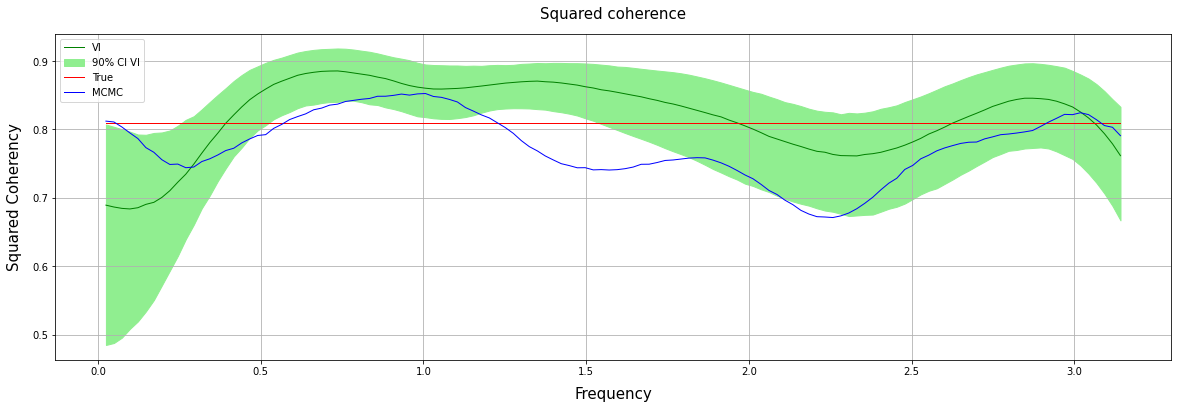 Squared coherence
VI
90% CI VI
True
MCMC
Squared Coherency
0.9
0.8
0.7
0.6
0.5
0.0 0.5 1.0 1.5 2.0 2.5 3.0
Frequency